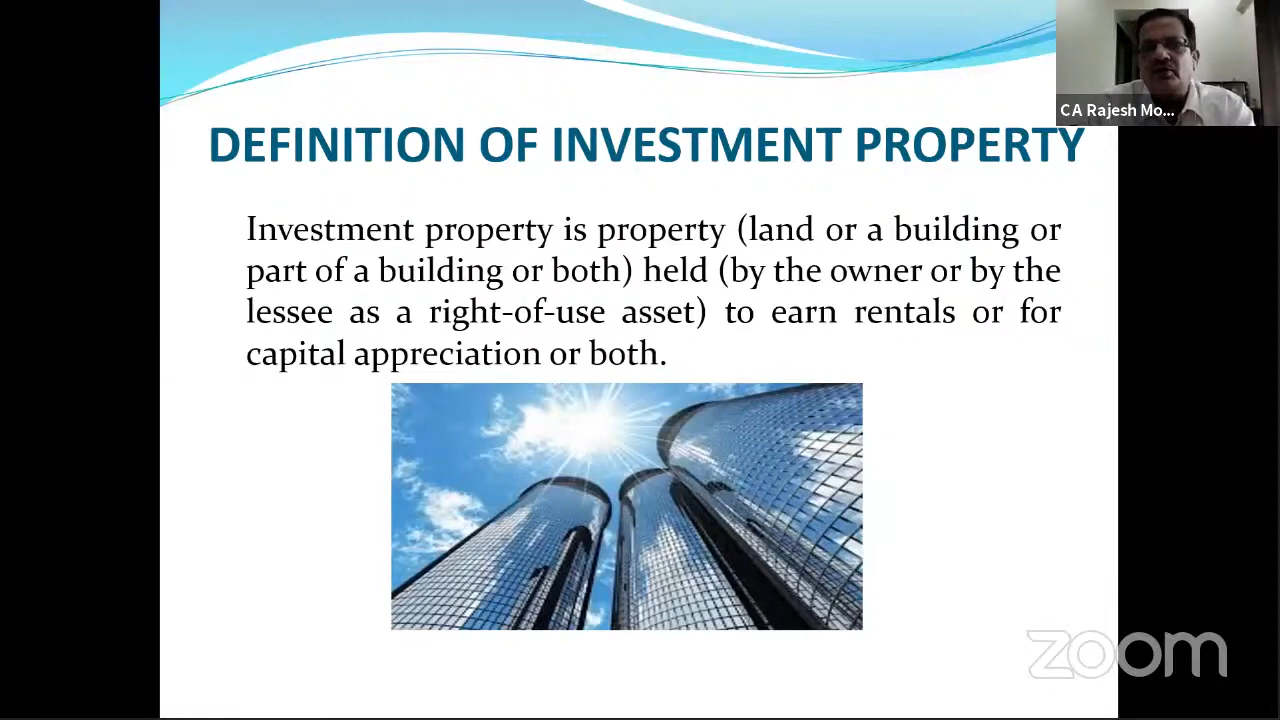 C A Rajesh Mo...
DEFINITION OF INVESTMENT PROPERTY
Investment property is property (land or a building or
part of a building or both) held (by the owner or by the
lessee as a right-of-use asset) to earn rentals or for
capital appreciation or both.
zoom